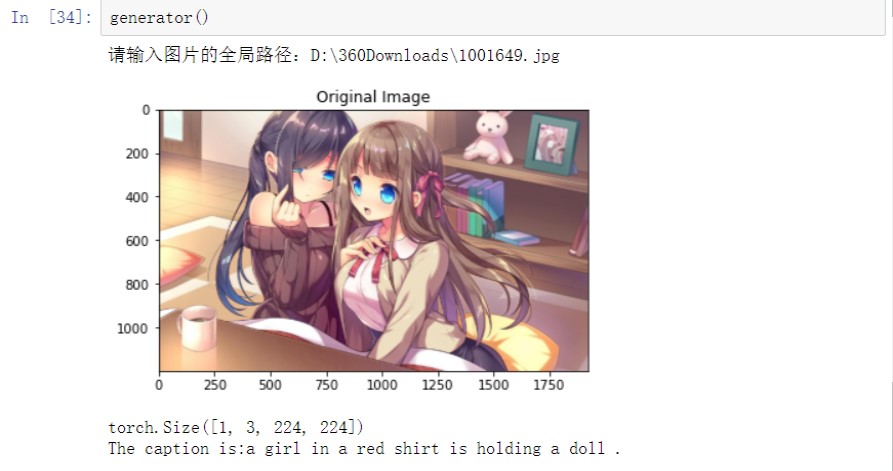 In [34]: generator()
请输入图片的全局路径: D:\360Downloads\1001649.jpg
Original Image
0
200
400
600
800
1000
0 250 500 750 1000 1250 1500 1750
torch.Size([1, 3, 224, 224])
The caption is:a girl in a red shirt is holding a doll .